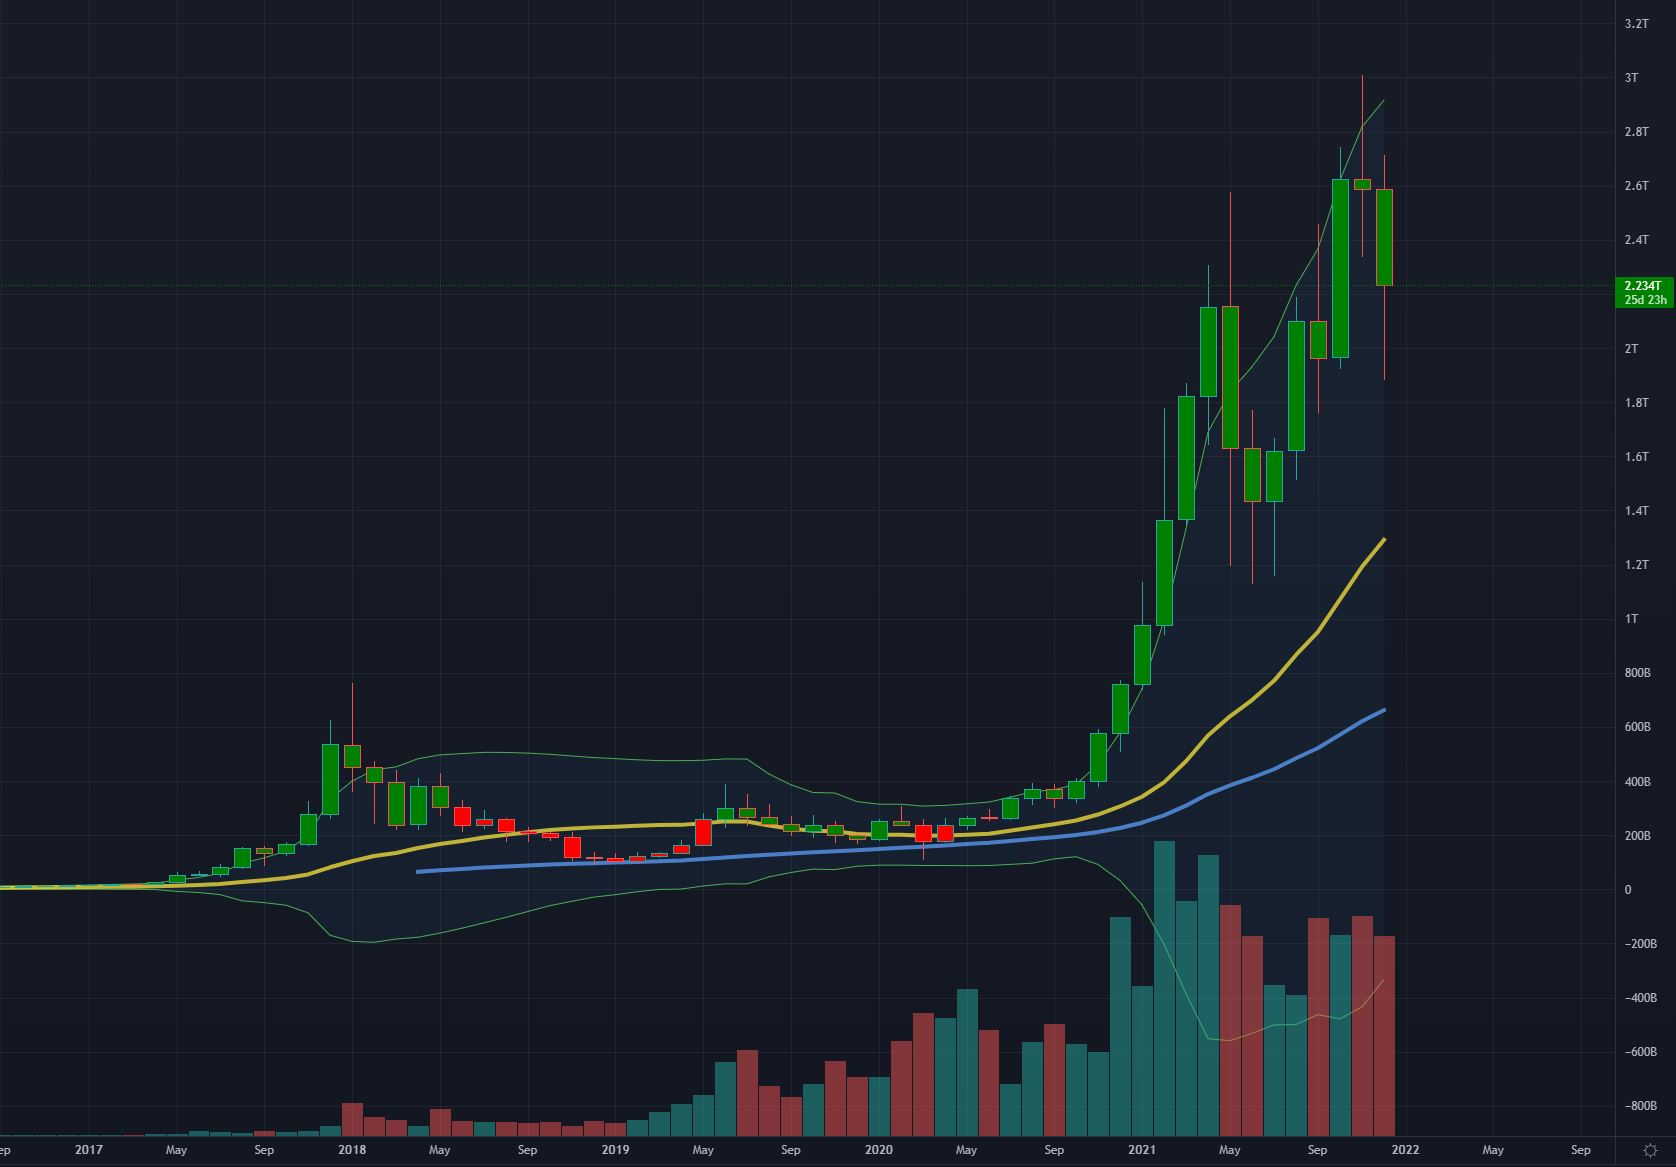 3.2T
3T
2.8T
2.6T
2.4T
2.234T
25d 23h
2T
1.8T
1.6T
1.4T
1.2T
1T
800B
600B
400B
200B
0
−200B
−400B
−600B
−800B
ep 2017 May Sep 2018 May Sep 2019 May Sep 2020 May Sep 2021 May Sep 2022 May Sep